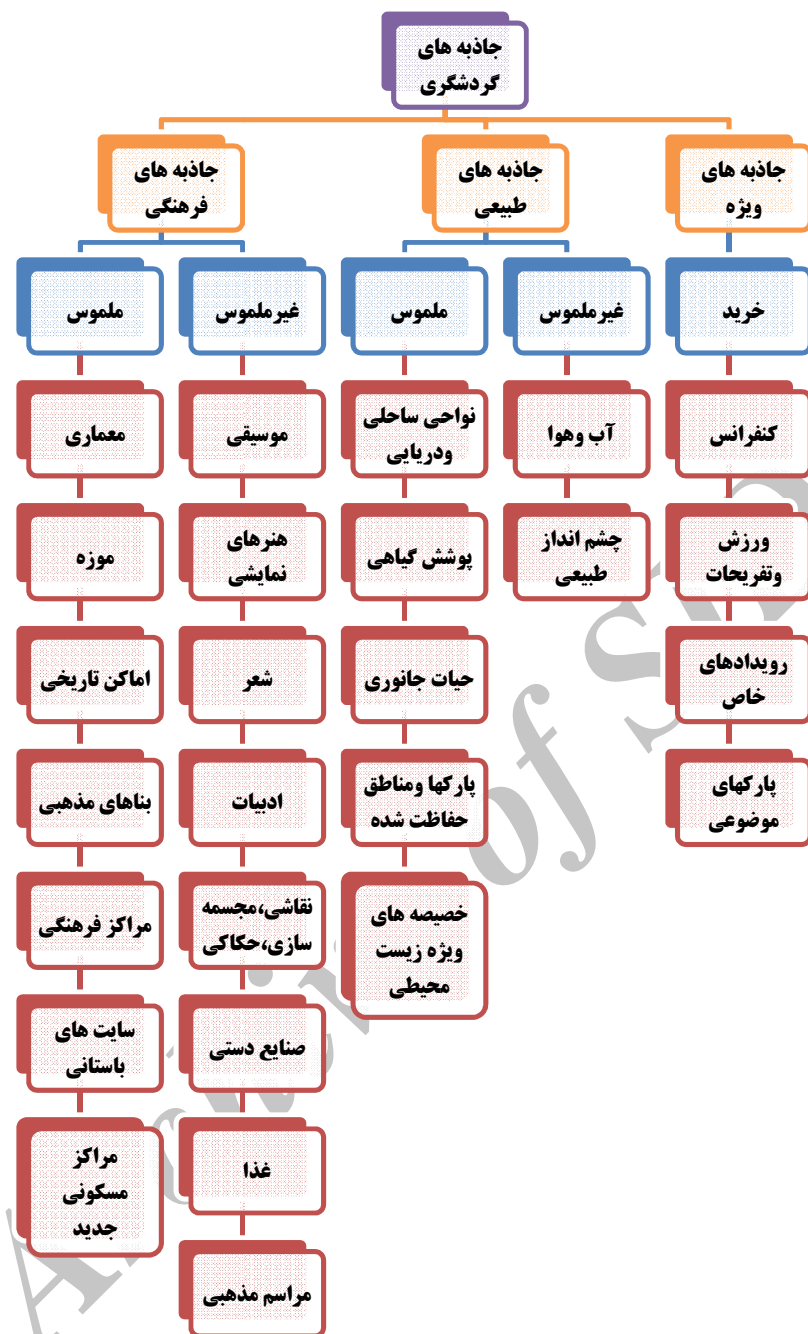 جاذبه های
گردشگری
جاذبه های
ویژه
جاذبه های
طبیعی
جاذبه های
فرهنگی
خرید
غیرملموس
ملموس
غیرملموس
ملموس
کنفرانس
آب وهوا
نواحی ساحلی
ودریایی
موسیقی
معماری
ورزش
وتفریحات
چشم انداز
طبیعی
پوشش گیاهی
هنرهای
نمایشی
موزه
رویدادهای
خاص
حیات جانوری
شعر
اماکن تاریخی
پارکهای
موضوعی
پارکها ومناطق
حفاظت شده
ادبیات
بناهای مذهبی
خصیصه های
ویژه زیست
محیطی
نقاشی،مجسمه
سازی،حکاکی
مراکز فرهنگی
صنایع دستی
سایت های
باستانی
غذا
مراکز
مسکونی
جدید
مراسم مذهبی